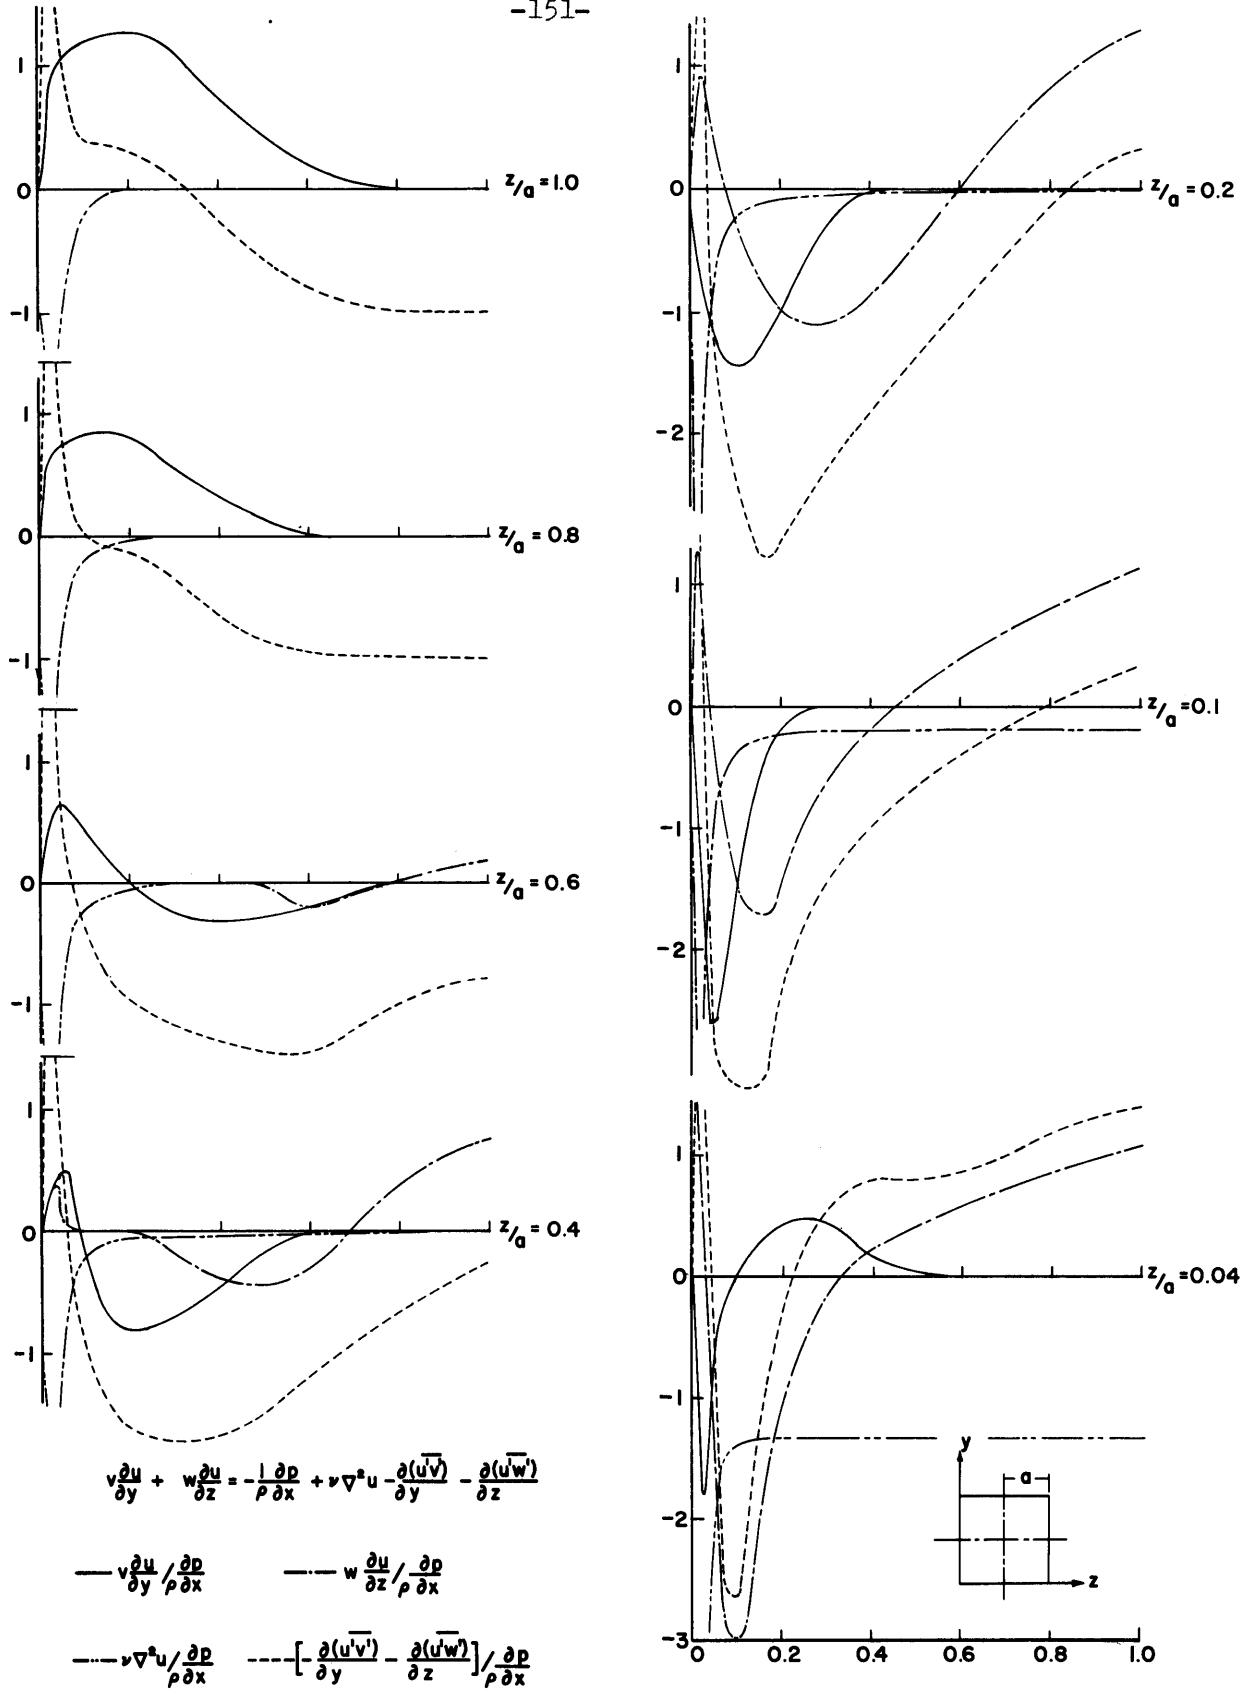 -151-
1
0
-1
z/a = 1.0
1
0
-1
z/a = 0.8
1
0
-1
z/a = 0.6
1
0
-1
z/a = 0.4
v ∂u/∂y + w ∂u/∂z = - 1/ρ ∂p/∂x + ν∇²u - ∂(u'v')/∂y - ∂(u'w')/∂z
—— v ∂u/∂y / ∂p/ρ∂x —·— w ∂u/∂z / ∂p/ρ∂x
—··— ν∇²u / ∂p/ρ∂x ---- [- ∂(u'v')/∂y - ∂(u'w')/∂z] / ∂p/ρ∂x
1
0
-1
-2
z/a = 0.2
1
0
-1
-2
z/a = 0.1
1
0
-1
-2
-3
z/a = 0.04
y
a
z
0 0.2 0.4 0.6 0.8 1.0